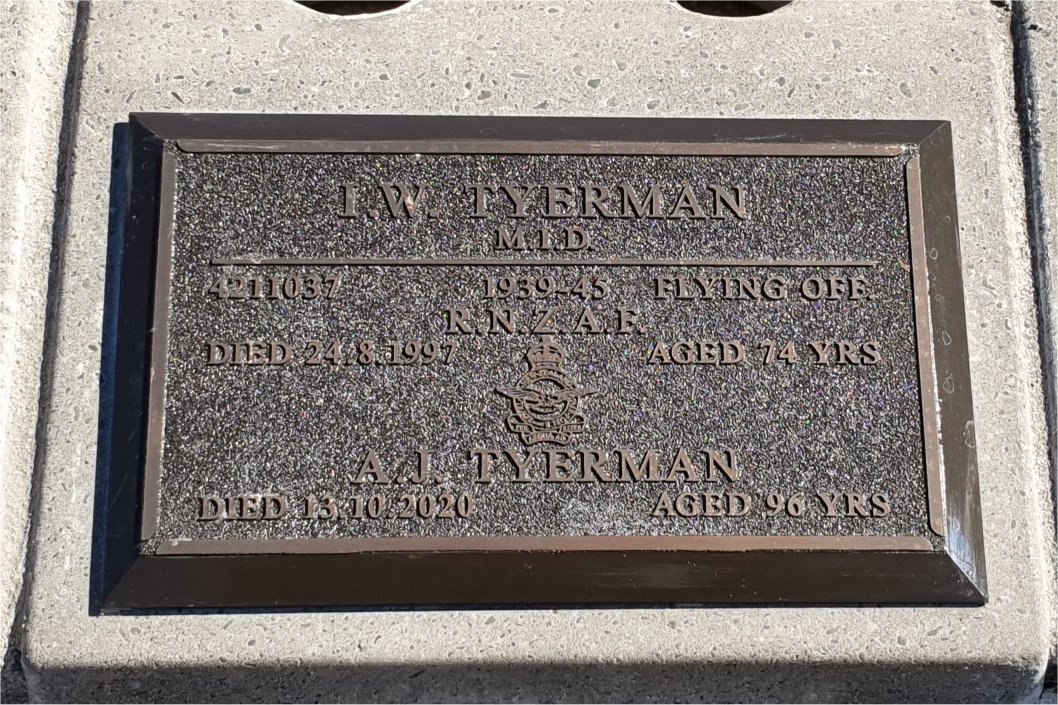 I.W. TYERMAN
M.I.D.
4211037 1939-45 FLYING OFF.
R.N.Z.A.F.
DIED 24.8.1997 AGED 74 YRS
A.J. TYERMAN
DIED 13.10.2020 AGED 96 YRS